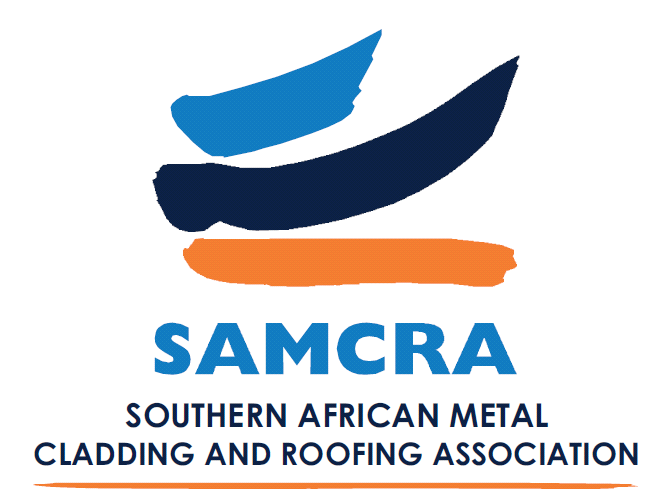 SAMCRA
SOUTHERN AFRICAN METAL
CLADDING AND ROOFING ASSOCIATION